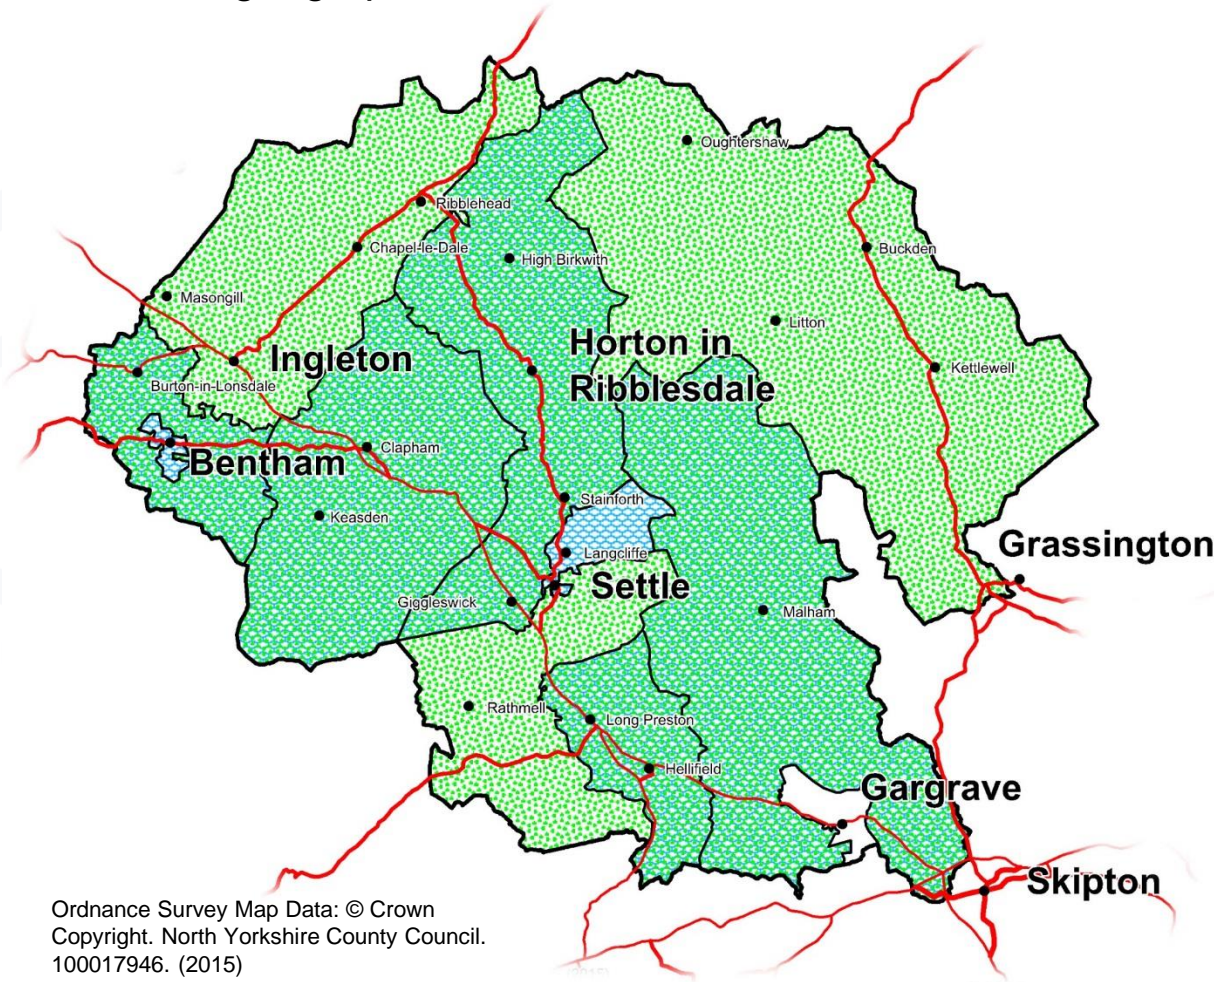 Oughtershaw
Ribblehead
Chapel-le-Dale
High Birkwith
Buckden
Masongill
Litton
Ingleton
Horton in
Ribblesdale
Kettlewell
Burton-in-Lonsdale
Clapham
Bentham
Stainforth
Keasden
Langcliffe
Grassington
Settle
Giggleswick
Malham
Rathmell
Long Preston
Hellifield
Gargrave
Skipton
Ordnance Survey Map Data: © Crown
Copyright. North Yorkshire County Council.
100017946. (2015)